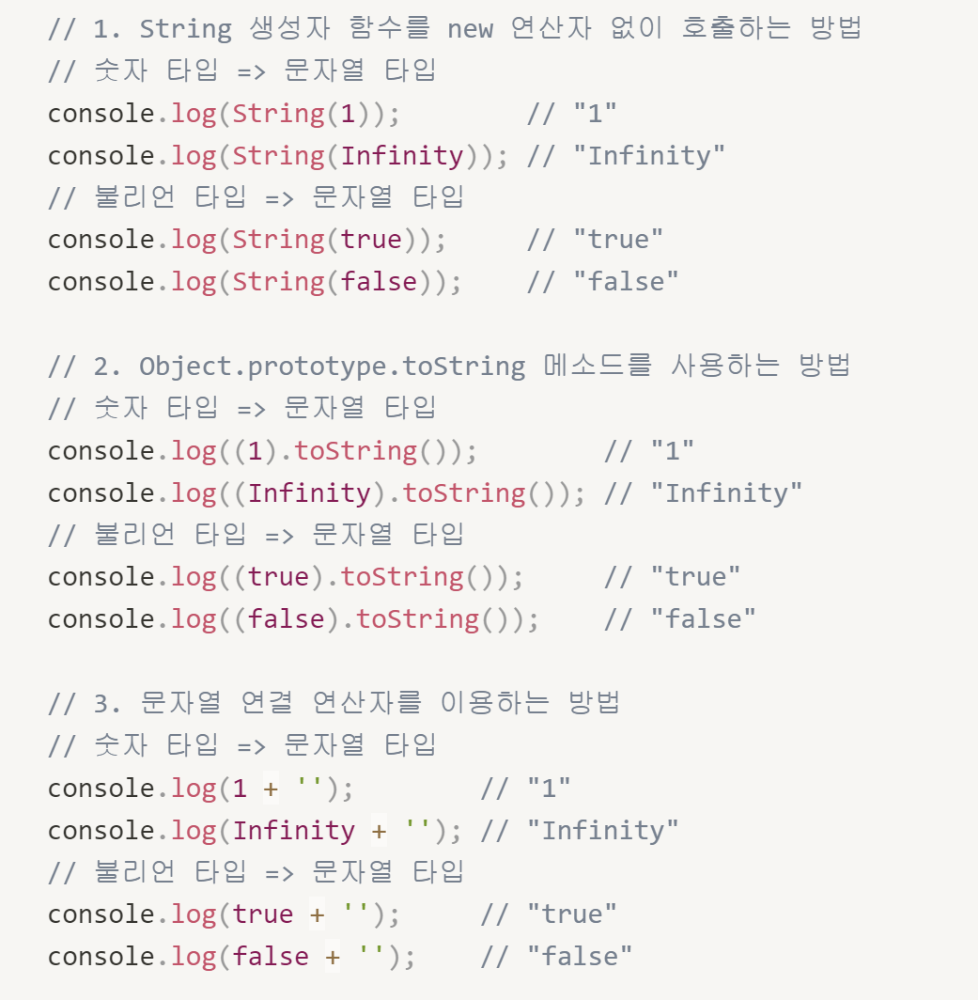 // 1. String 생성자 함수를 new 연산자 없이 호출하는 방법
// 숫자 타입 => 문자열 타입
console.log(String(1));        // "1"
console.log(String(Infinity)); // "Infinity"
// 불리언 타입 => 문자열 타입
console.log(String(true));     // "true"
console.log(String(false));    // "false"

// 2. Object.prototype.toString 메소드를 사용하는 방법
// 숫자 타입 => 문자열 타입
console.log((1).toString());        // "1"
console.log((Infinity).toString()); // "Infinity"
// 불리언 타입 => 문자열 타입
console.log((true).toString());     // "true"
console.log((false).toString());    // "false"

// 3. 문자열 연결 연산자를 이용하는 방법
// 숫자 타입 => 문자열 타입
console.log(1 + '');        // "1"
console.log(Infinity + ''); // "Infinity"
// 불리언 타입 => 문자열 타입
console.log(true + '');     // "true"
console.log(false + '');    // "false"